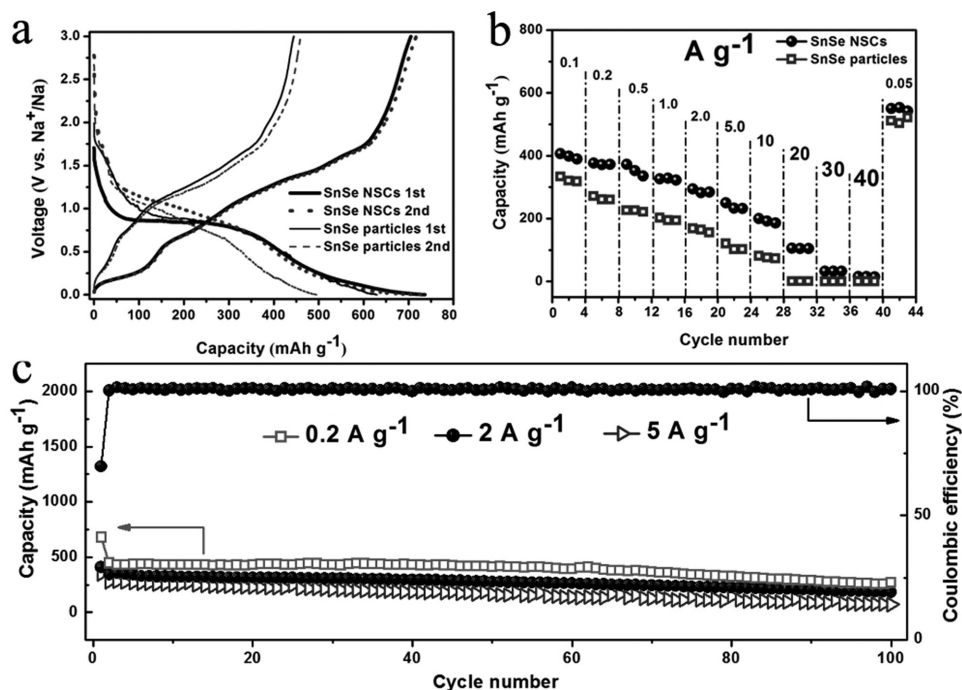 a
3.0
2.5
2.0
1.5
1.0
0.5
0.0
Voltage (V vs. Na⁺/Na)
SnSe NSCs 1st
SnSe NSCs 2nd
SnSe particles 1st
SnSe particles 2nd
0 100 200 300 400 500 600 700 800
Capacity (mAh g⁻¹)
b
800
600
400
200
0
Capacity (mAh g⁻¹)
A g⁻¹
SnSe NSCs
SnSe particles
0.1 0.2 0.5 1.0 2.0 5.0 10 20 30 40 0.05
0 4 8 12 16 20 24 28 32 36 40 44
Cycle number
c
2000
1500
1000
500
0
Capacity (mAh g⁻¹)
0.2 A g⁻¹ 2 A g⁻¹ 5 A g⁻¹
100
50
0
Coulombic efficiency (%)
0 20 40 60 80 100
Cycle number